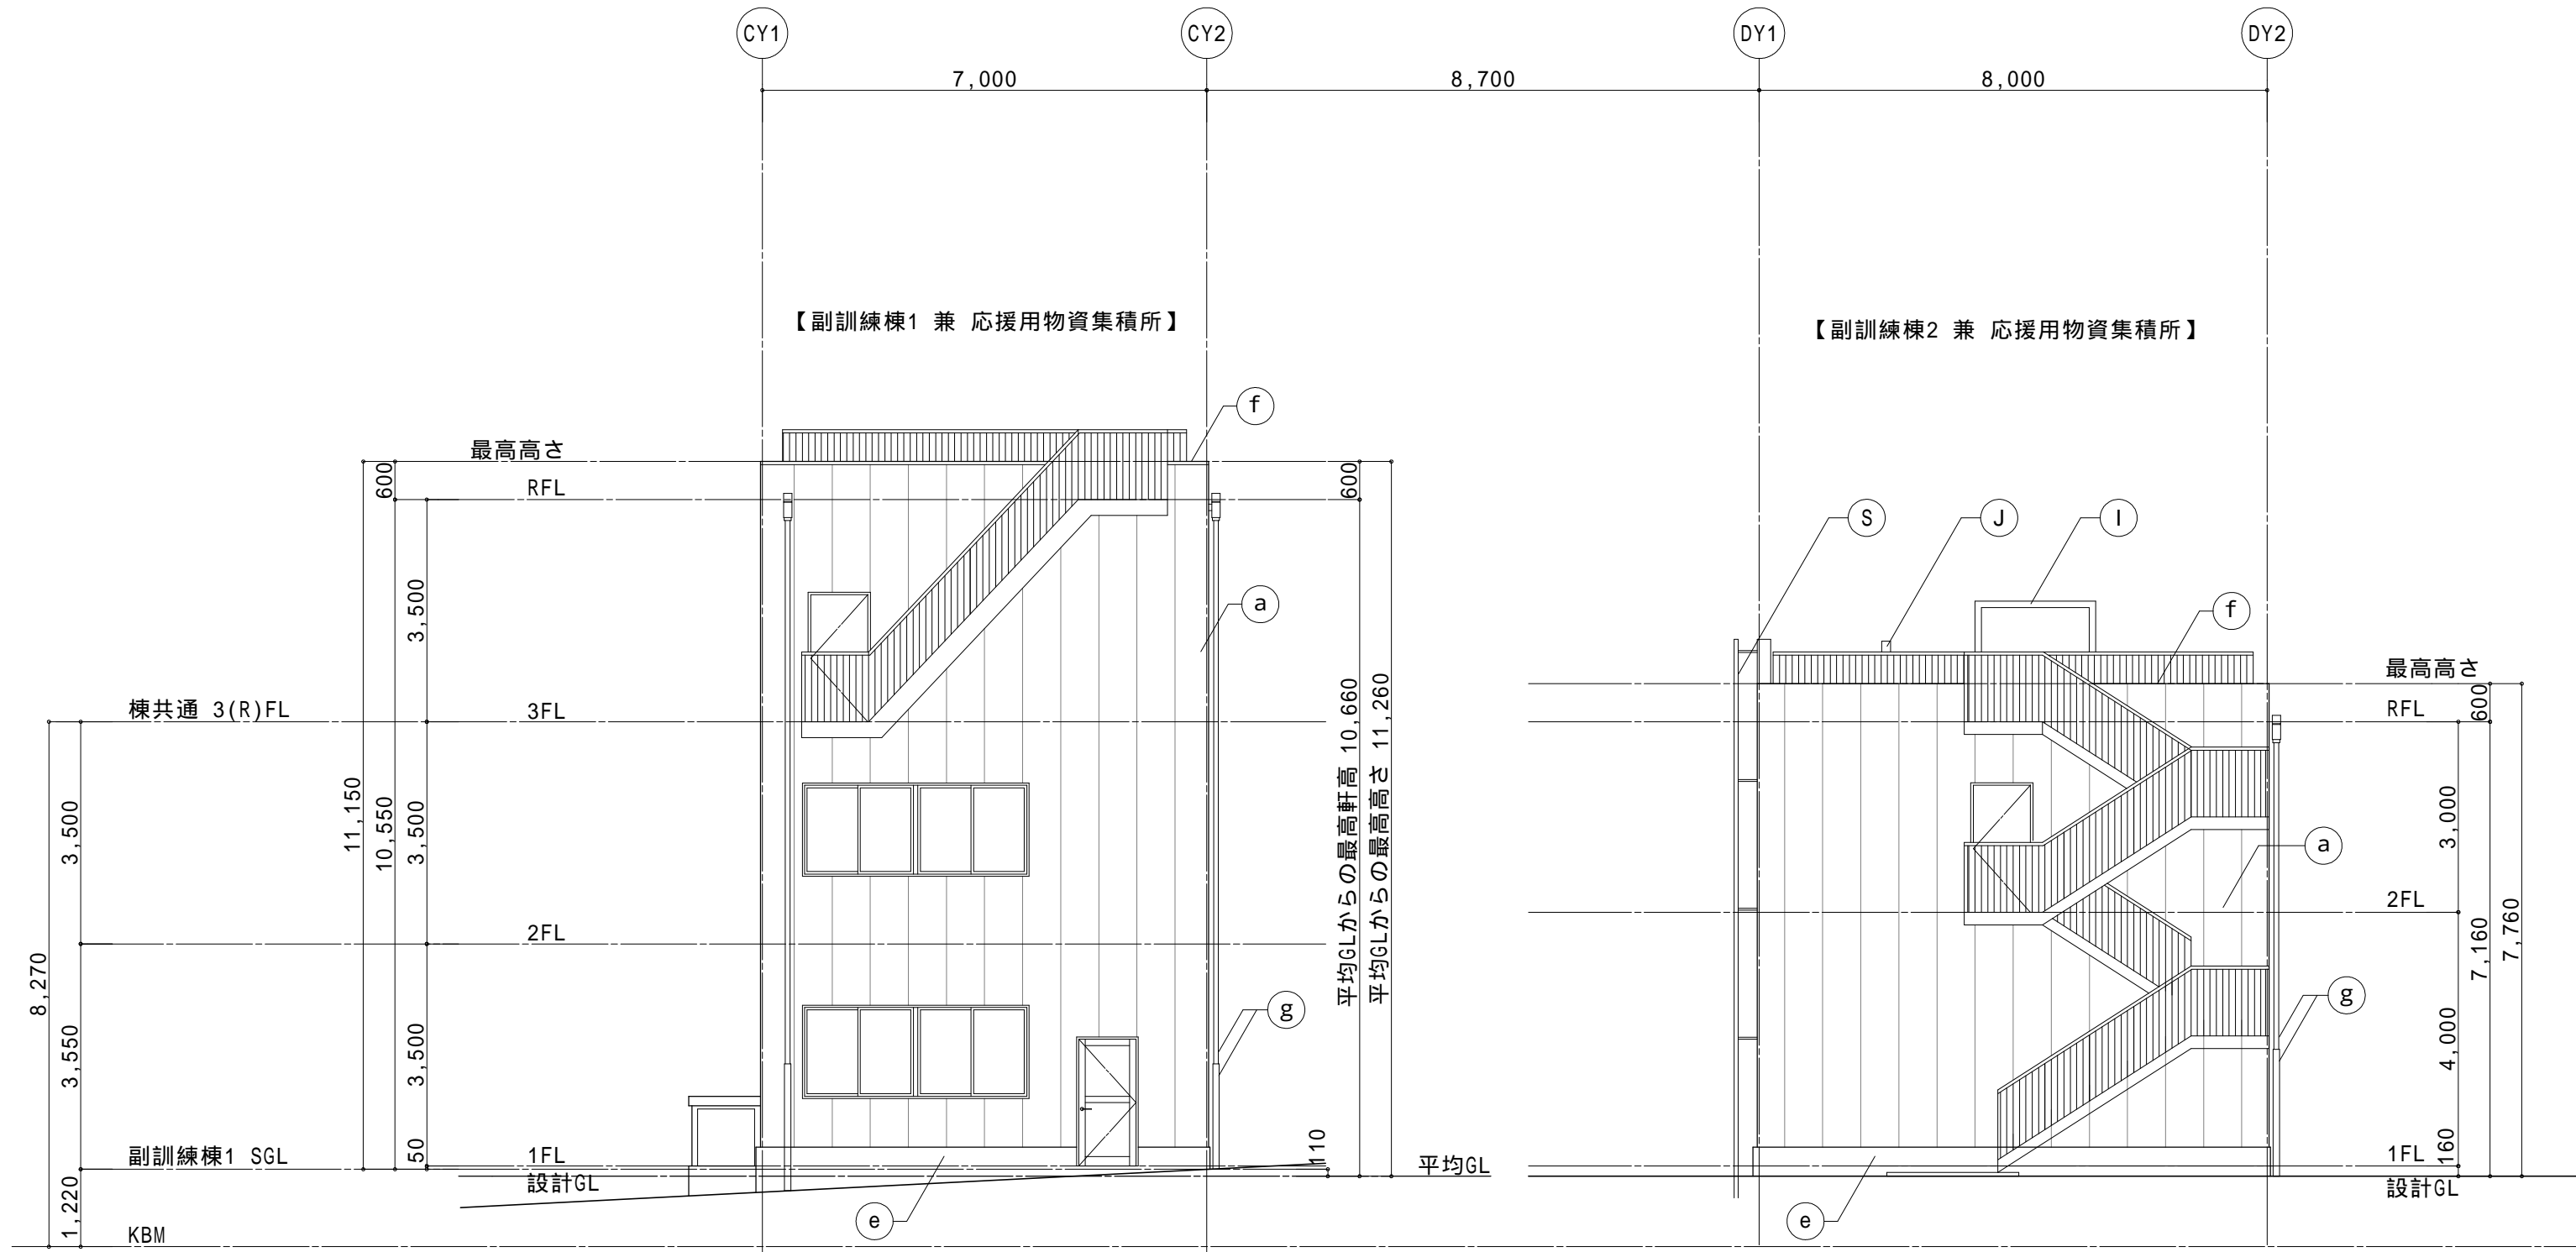 CY1
CY2
DY1
DY2
7,000
8,700
8,000
【副訓練棟1 兼 応援用物資集積所】
【副訓練棟2 兼 応援用物資集積所】
f
最高高さ
600
RFL
600
S
J
I
3,500
a
f
最高高さ
600
RFL
棟共通 3(R)FL
3FL
平均GLからの最高軒高 10,660
平均GLからの最高高さ 11,260
3,500
11,150
10,550
3,500
3,000
a
2FL
2FL
7,160
7,760
8,270
g
g
3,550
3,500
4,000
副訓練棟1 SGL
50
1FL
設計GL
110
平均GL
1FL
160
設計GL
1,220
KBM
e
e